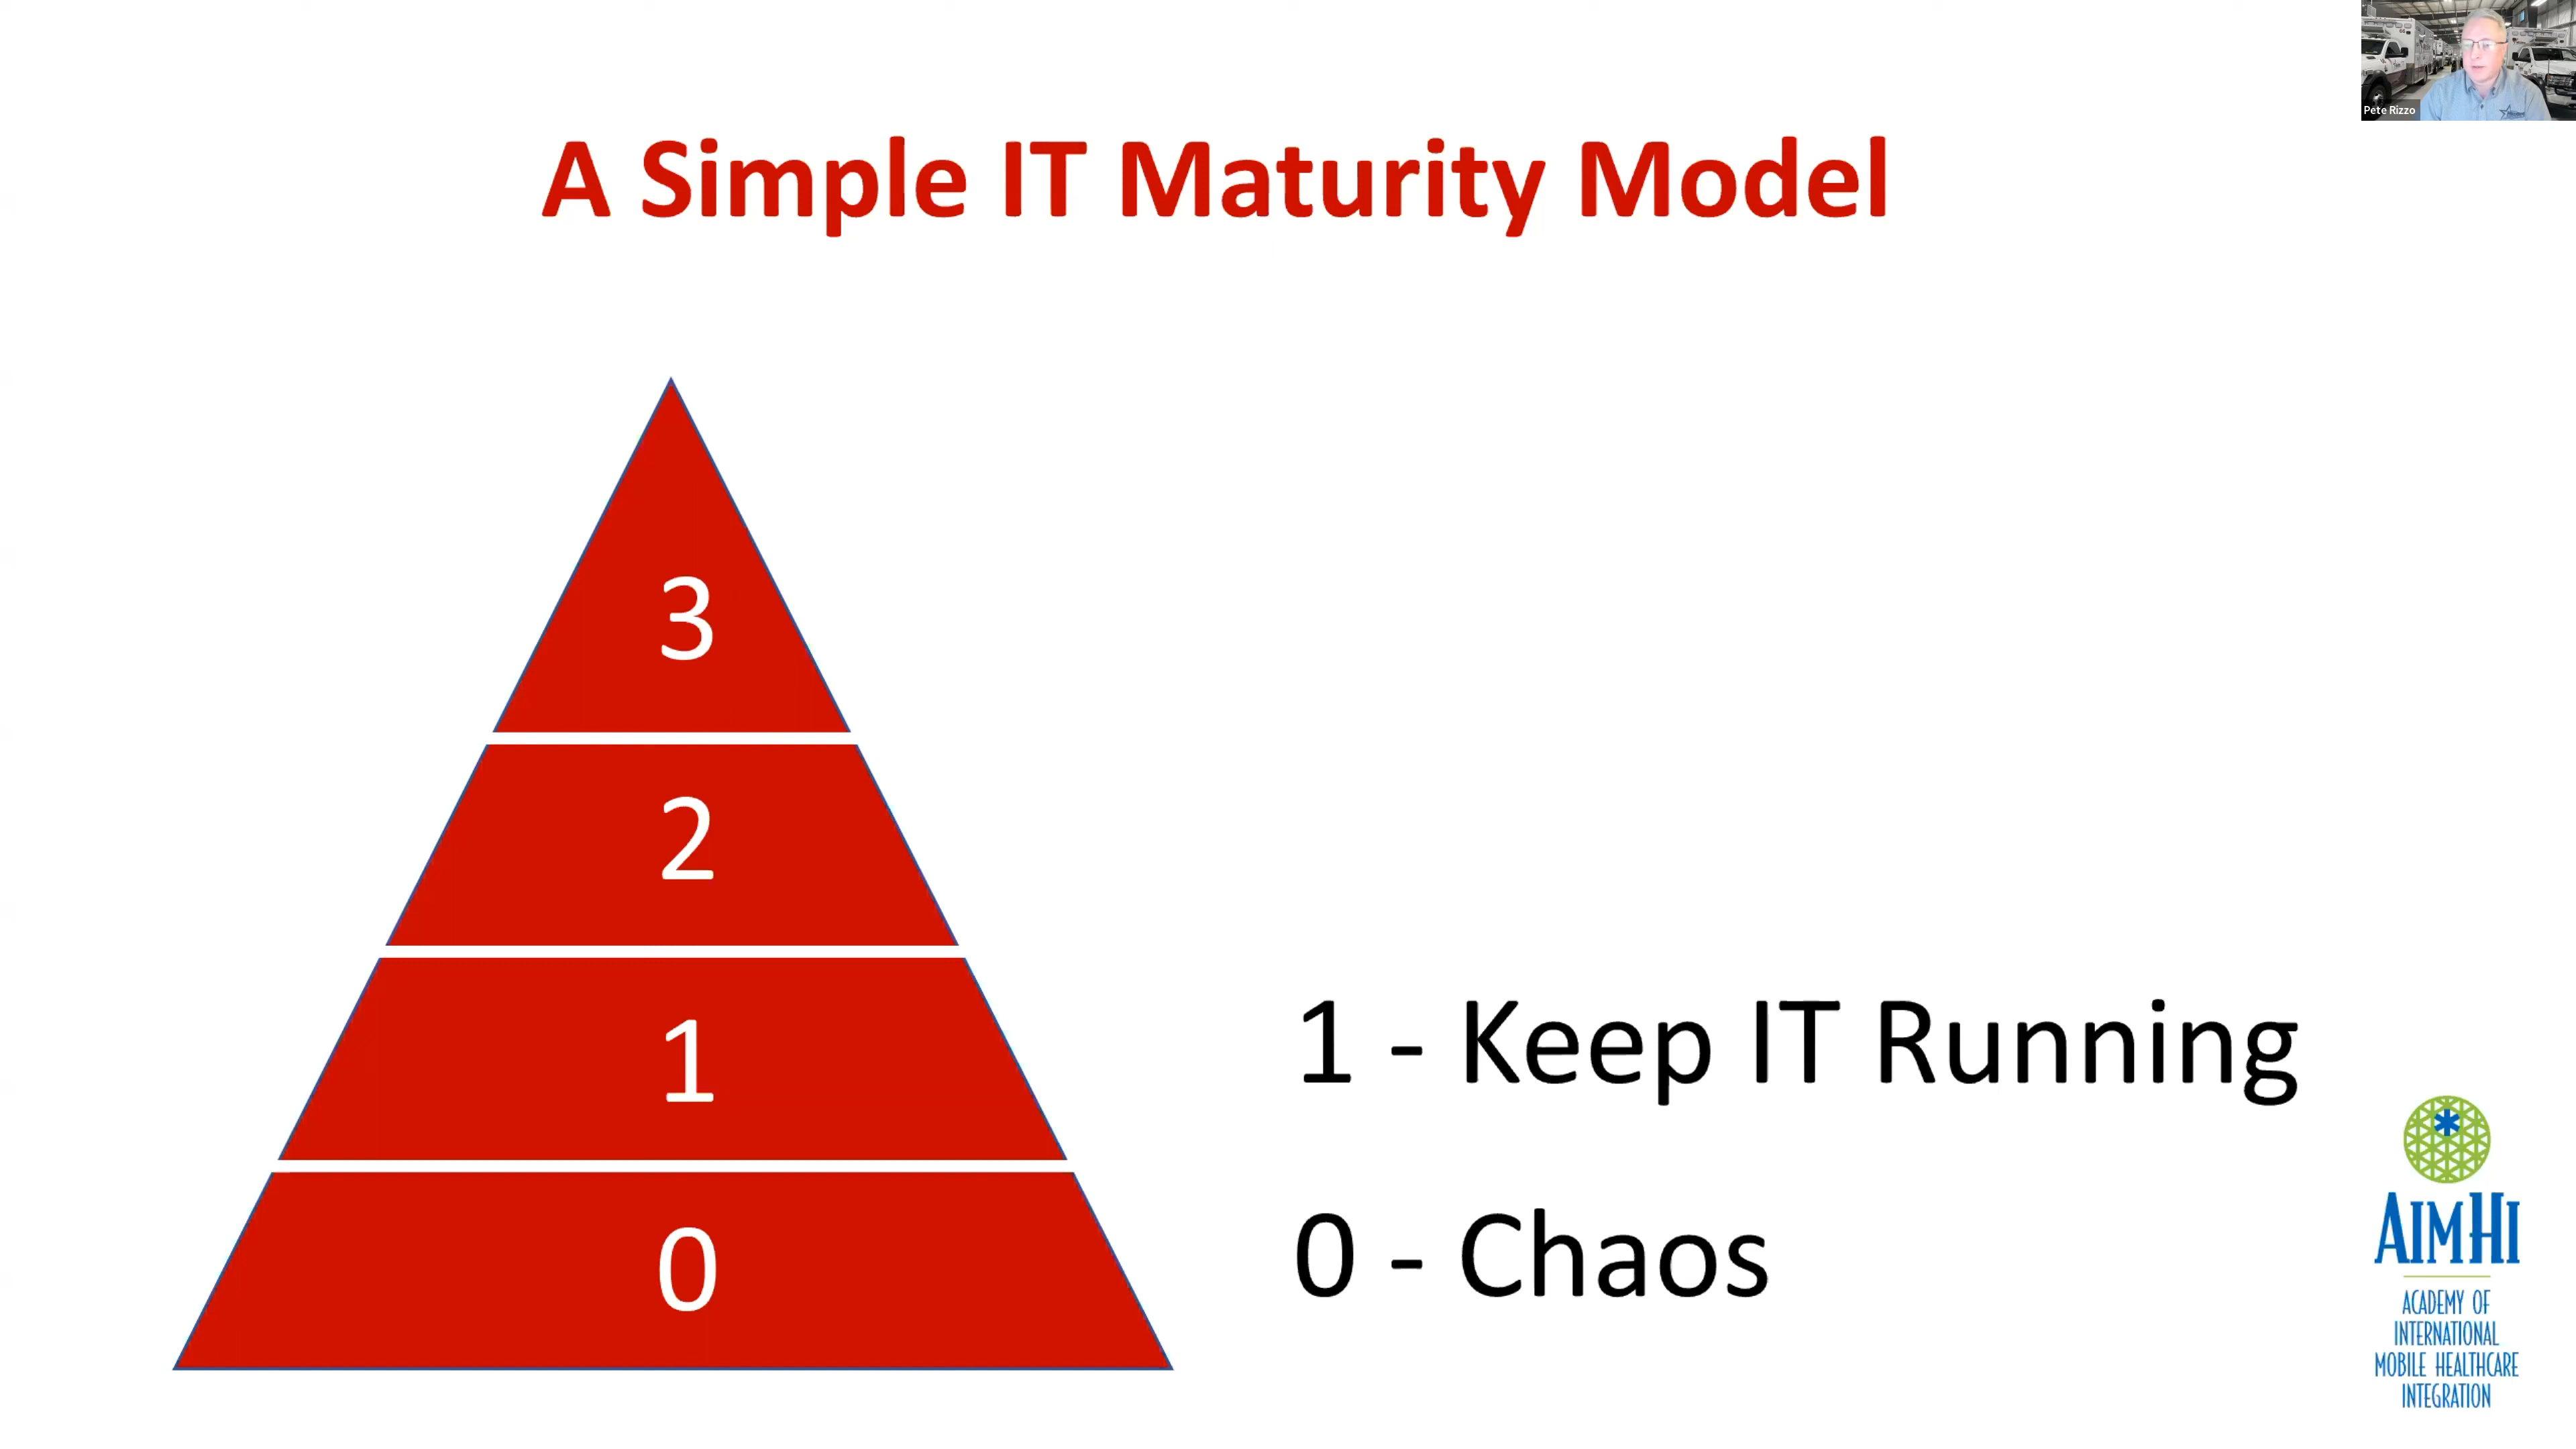 Pete Rizzo
A Simple IT Maturity Model
3
2
1
0
1 - Keep IT Running
0 - Chaos
AIMHI
ACADEMY OF
INTERNATIONAL
MOBILE HEALTHCARE
INTEGRATION